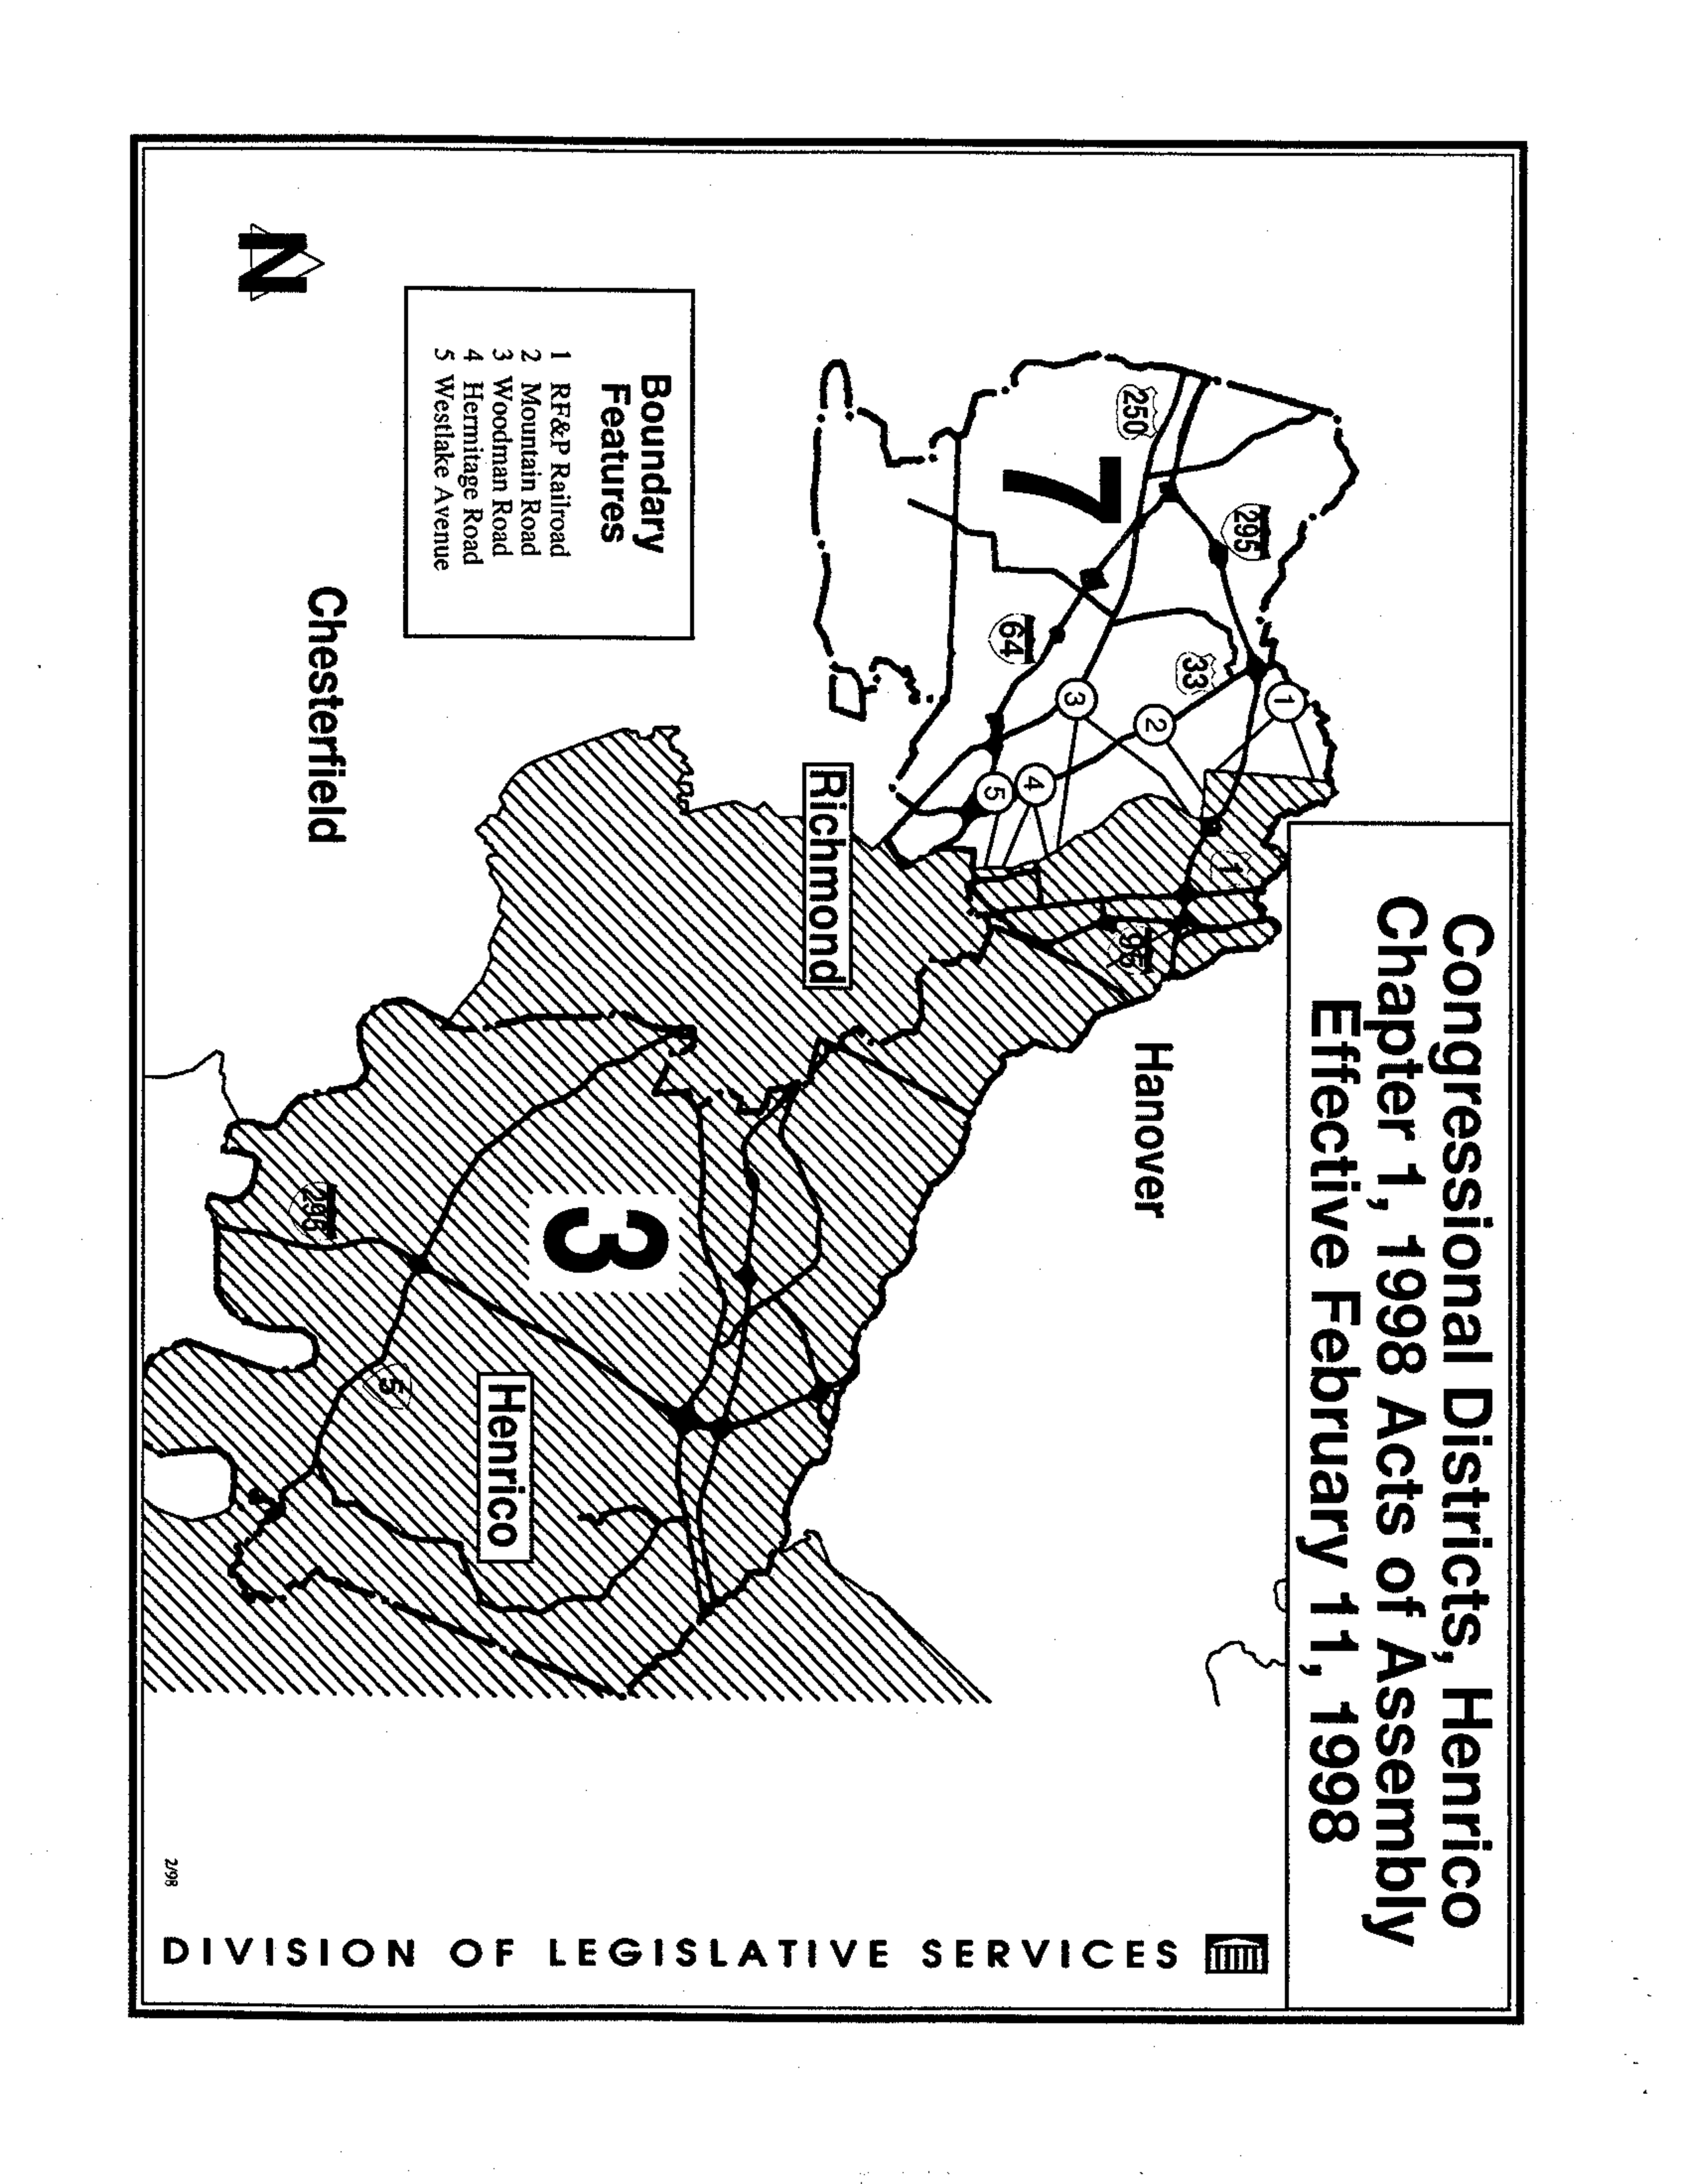 Congressional Districts, Henrico
Chapter 1, 1998 Acts of Assembly
Effective February 11, 1998
Hanover
295
250
7
64
33
1
2
3
4
5
1
95
Richmond
Boundary
Features
1 RF&P Railroad
2 Mountain Road
3 Woodman Road
4 Hermitage Road
5 Westlake Avenue
3
Henrico
295
5
Chesterfield
N
2/98
DIVISION OF LEGISLATIVE SERVICES